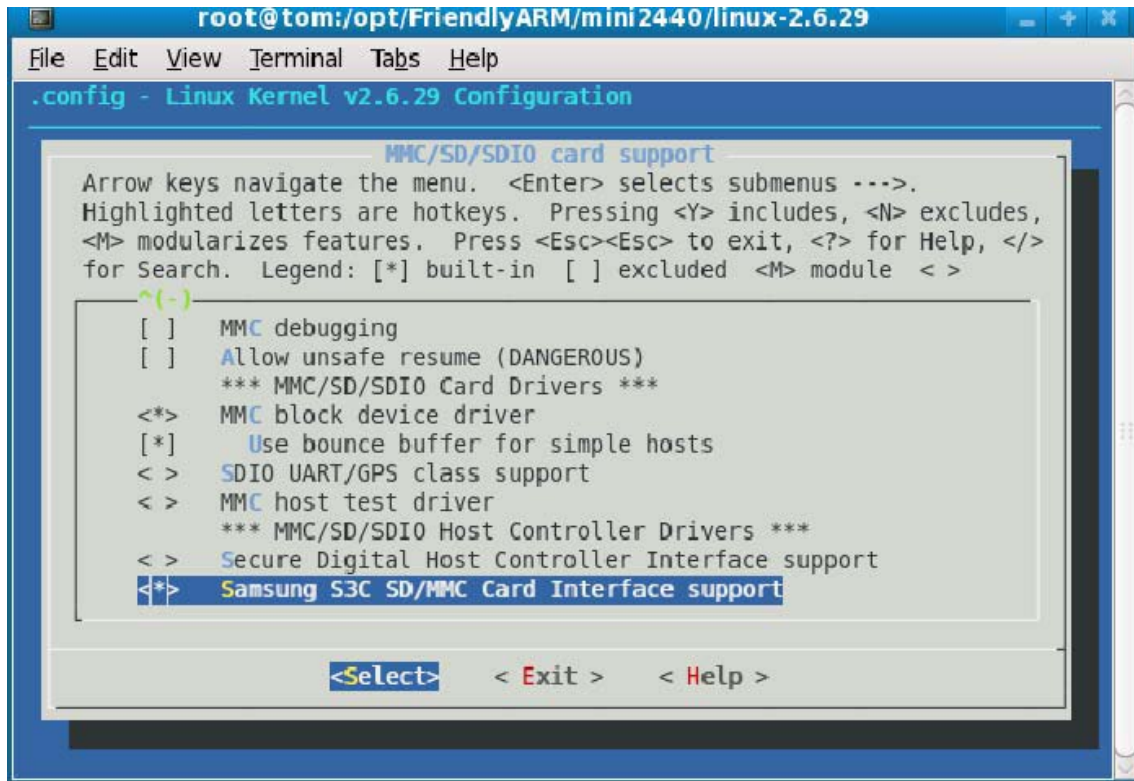 root@tom:/opt/FriendlyARM/mini2440/linux-2.6.29
File Edit View Terminal Tabs Help
.config - Linux Kernel v2.6.29 Configuration
MMC/SD/SDIO card support
Arrow keys navigate the menu. <Enter> selects submenus --->.
Highlighted letters are hotkeys. Pressing <Y> includes, <N> excludes,
<M> modularizes features. Press <Esc><Esc> to exit, <?> for Help, </>
for Search. Legend: [*] built-in [ ] excluded <M> module < >
^(-)
[ ] MMC debugging
[ ] Allow unsafe resume (DANGEROUS)
*** MMC/SD/SDIO Card Drivers ***
<*> MMC block device driver
[*] Use bounce buffer for simple hosts
< > SDIO UART/GPS class support
< > MMC host test driver
*** MMC/SD/SDIO Host Controller Drivers ***
< > Secure Digital Host Controller Interface support
<*> Samsung S3C SD/MMC Card Interface support
<Select> < Exit > < Help >